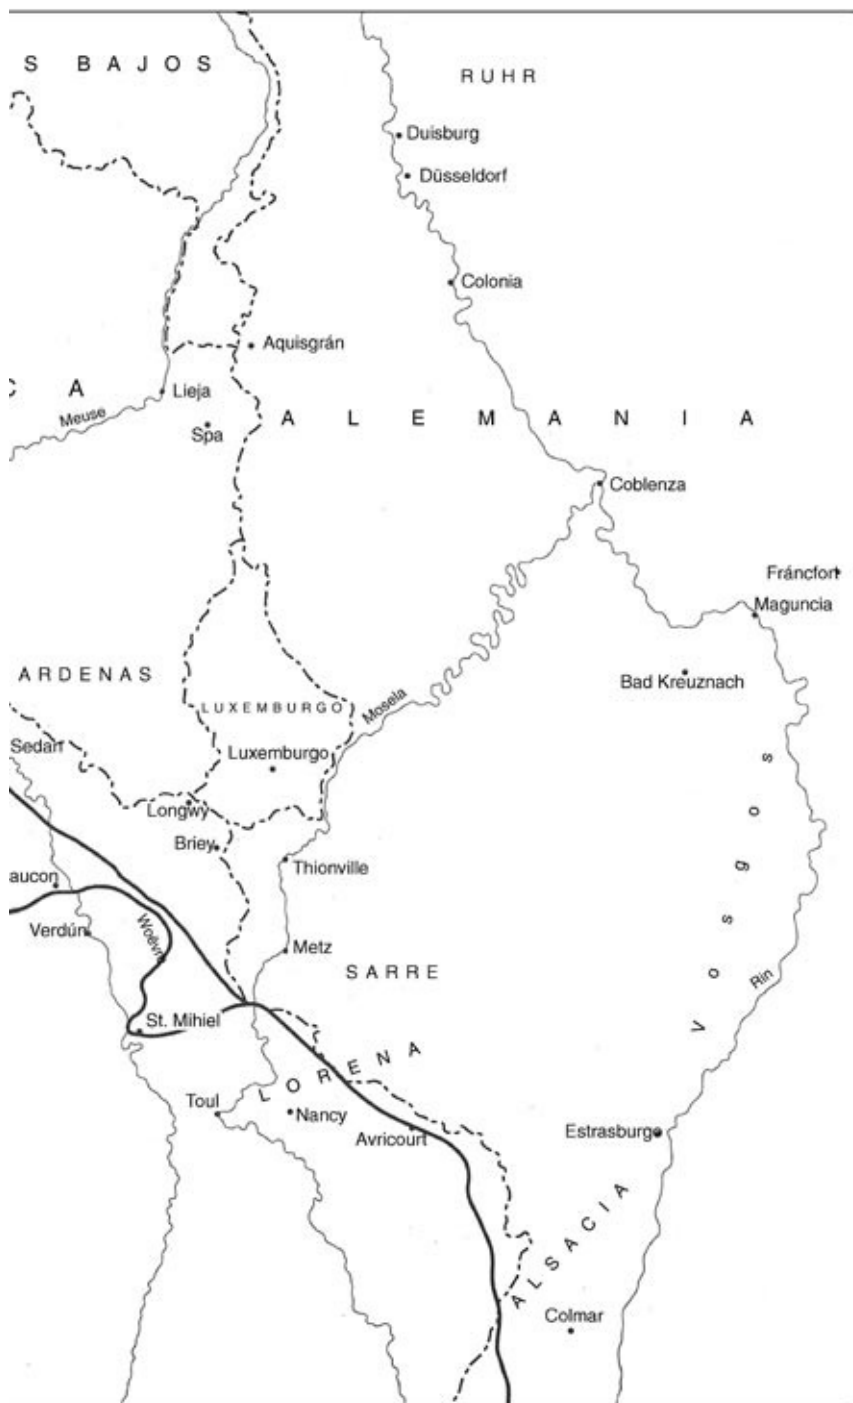 S BAJOS
RUHR
Duisburg
Düsseldorf
Colonia
Aquisgrán
C A
Lieja
Meuse
Spa
ALEMANIA
Coblenza
Fráncfort
Maguncia
Bad Kreuznach
ARDENAS
LUXEMBURGO
Mosela
Sedan
Luxemburgo
Longwy
Briey
Thionville
aucon
Verdún
Woëvre
Metz
SARRE
Vosgos
Rin
St. Mihiel
LORENA
Toul
Nancy
Avricourt
Estrasburgo
ALSACIA
Colmar